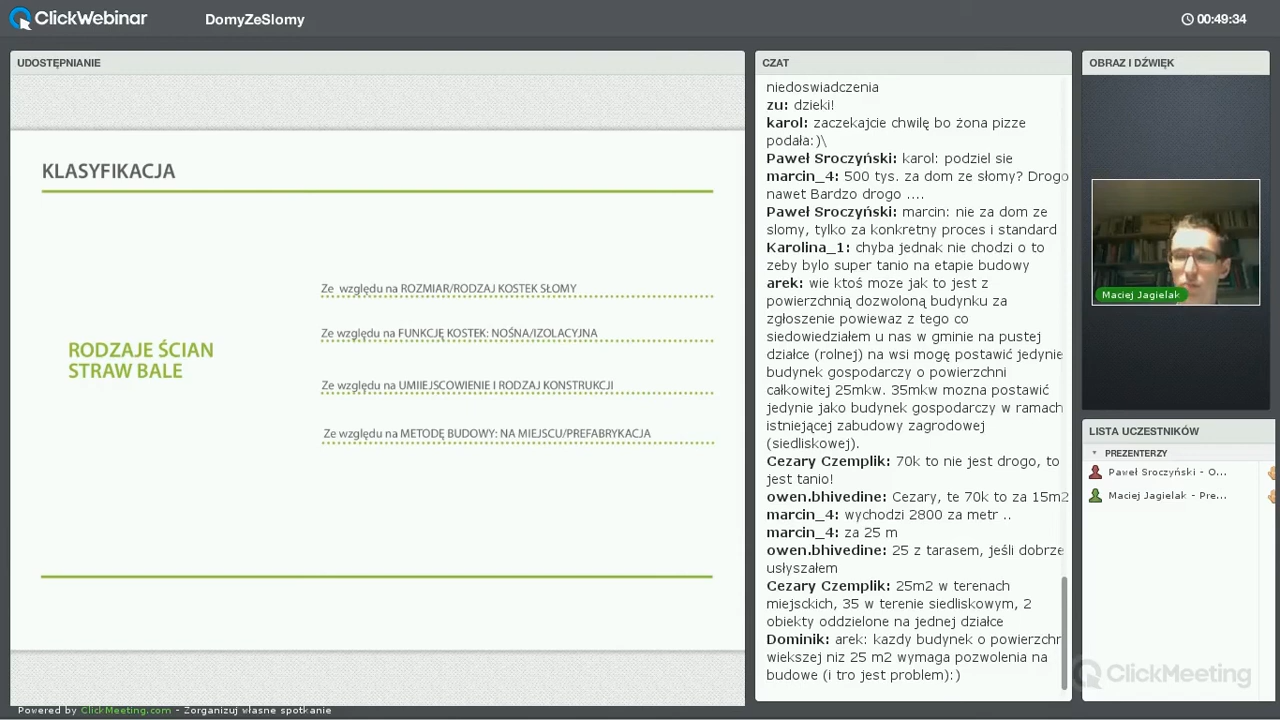 ClickWebinar
DomyZeSlomy
00:49:34
UDOSTĘPNIANIE
KLASYFIKACJA
RODZAJE ŚCIAN
STRAW BALE
Ze względu na ROZMIAR/RODZAJ KOSTEK SŁOMY
Ze względu na FUNKCJĘ KOSTEK: NOŚNA/IZOLACYJNA
Ze względu na UMIIEJSCOWIENIE I RODZAJ KONSTRUKCJI
Ze względu na METODĘ BUDOWY: NA MIEJSCU/PREFABRYKACJA
CZAT
niedoswiadczenia
zu: dzieki!
karol: zaczekajcie chwilę bo żona pizze
podała:)\
Paweł Sroczyński: karol: podziel sie
marcin_4: 500 tys. za dom ze słomy? Drogo
nawet Bardzo drogo ....
Paweł Sroczyński: marcin: nie za dom ze
slomy, tylko za konkretny proces i standard
Karolina_1: chyba jednak nie chodzi o to
zeby bylo super tanio na etapie budowy
arek: wie ktoś moze jak to jest z
powierzchnią dozwoloną budynku za
zgłoszenie powiewaz z tego co
siedowiedziałem u nas w gminie na pustej
działce (rolnej) na wsi mogę postawić jedynie
budynek gospodarczy o powierzchni
całkowitej 25mkw. 35mkw mozna postawić
jedynie jako budynek gospodarczy w ramach
istniejącej zabudowy zagrodowej
(siedliskowej).
Cezary Czemplik: 70k to nie jest drogo, to
jest tanio!
owen.bhivedine: Cezary, te 70k to za 15m2
marcin_4: wychodzi 2800 za metr ..
marcin_4: za 25 m
owen.bhivedine: 25 z tarasem, jeśli dobrze
usłyszałem
Cezary Czemplik: 25m2 w terenach
miejskich, 35 w terenie siedliskowym, 2
obiekty oddzielone na jednej działce
Dominik: arek: kazdy budynek o powierzchr
wiekszej niz 25 m2 wymaga pozwolenia na
budowe (i tro jest problem):)
OBRAZ I DŹWIĘK
Maciej Jagielak
LISTA UCZESTNIKÓW
PREZENTERZY
Paweł Sroczyński - O...
Maciej Jagielak - Pre...
ClickMeeting
Powered by ClickMeeting.com - Zorganizuj własne spotkanie